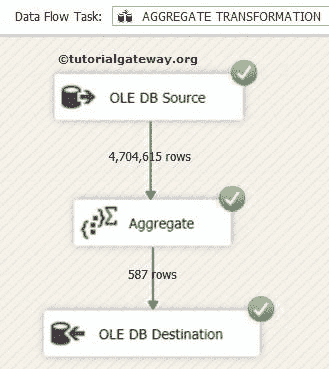 Data Flow Task: AGGREGATE TRANSFORMATION
©tutorialgateway.org
OLE DB Source
4,704,615 rows
Aggregate
587 rows
OLE DB Destination